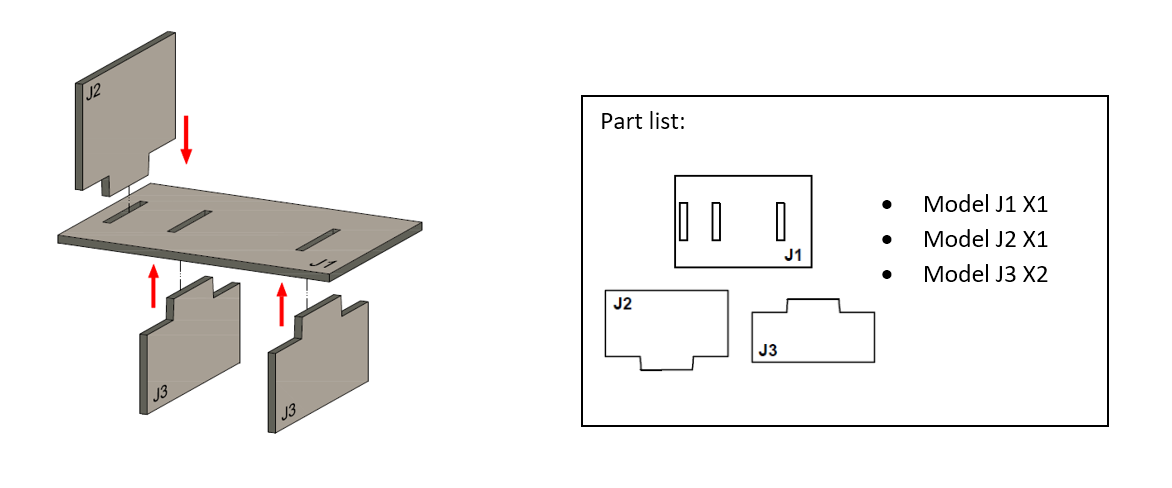 J2
J1
J3
J3
Part list:
J1
J2
J3
• Model J1 X1
• Model J2 X1
• Model J3 X2